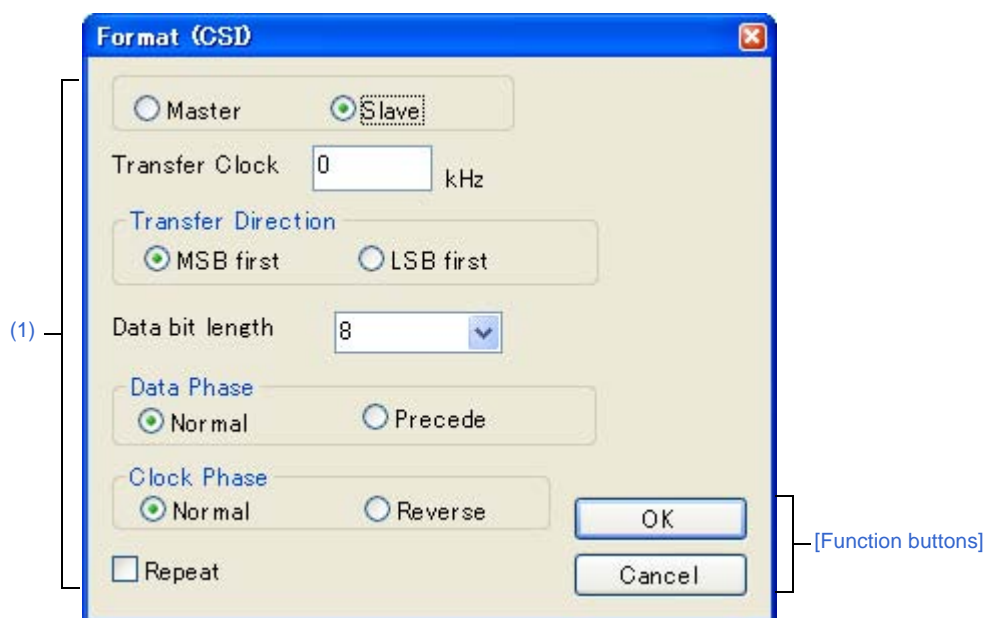 Format (CSI)
Master Slave
Transfer Clock 0 kHz
Transfer Direction
MSB first LSB first
(1)
Data bit length 8
Data Phase
Normal Precede
Clock Phase
Normal Reverse
OK
[Function buttons]
Repeat
Cancel